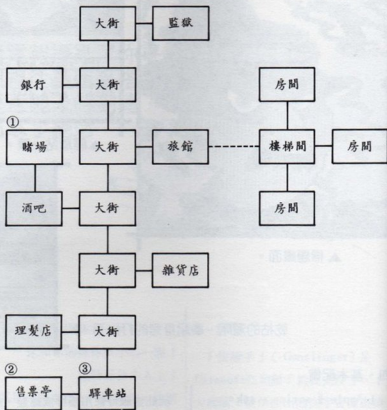 大街 監獄
銀行 大街 房間
①
賭場 大街 旅館 樓梯間 房間
酒吧 大街 房間
大街 雜貨店
理髮店 大街
② ③
售票亭 驛車站